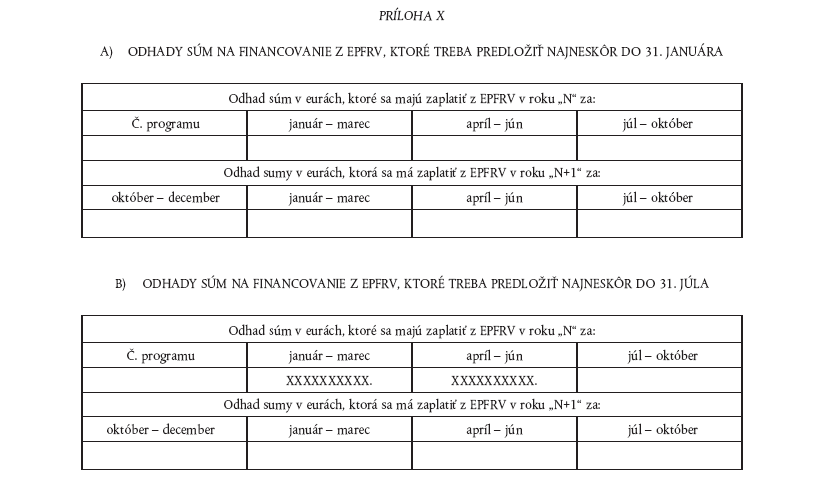 PRÍLOHA X
A) ODHADY SÚM NA FINANCOVANIE Z EPFRV, KTORÉ TREBA PREDLOŽIŤ NAJNESKÔR DO 31. JANUÁRA
Odhad súm v eurách, ktoré sa majú zaplatiť z EPFRV v roku „N“ za:
Č. programu január – marec apríl – jún júl – október
Odhad sumy v eurách, ktorá sa má zaplatiť z EPFRV v roku „N+1“ za:
október – december január – marec apríl – jún júl – október
B) ODHADY SÚM NA FINANCOVANIE Z EPFRV, KTORÉ TREBA PREDLOŽIŤ NAJNESKÔR DO 31. JÚLA
Odhad súm v eurách, ktoré sa majú zaplatiť z EPFRV v roku „N“ za:
Č. programu január – marec apríl – jún júl – október
XXXXXXXXXX. XXXXXXXXXX.
Odhad sumy v eurách, ktorá sa má zaplatiť z EPFRV v roku „N+1“ za:
október – december január – marec apríl – jún júl – október